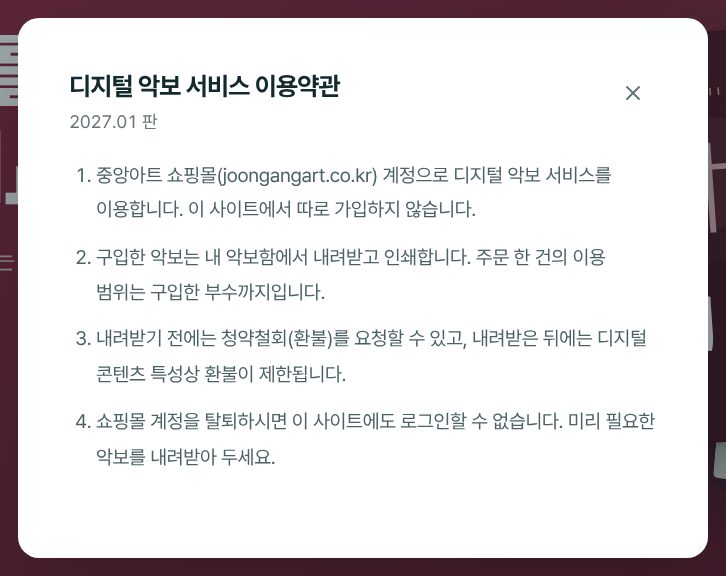 디지털 악보 서비스 이용약관
2027.01 판
1. 중앙아트 쇼핑몰(joongangart.co.kr) 계정으로 디지털 악보 서비스를
이용합니다. 이 사이트에서 따로 가입하지 않습니다.
2. 구입한 악보는 내 악보함에서 내려받고 인쇄합니다. 주문 한 건의 이용
범위는 구입한 부수까지입니다.
3. 내려받기 전에는 청약철회(환불)를 요청할 수 있고, 내려받은 뒤에는 디지털
콘텐츠 특성상 환불이 제한됩니다.
4. 쇼핑몰 계정을 탈퇴하시면 이 사이트에도 로그인할 수 없습니다. 미리 필요한
악보를 내려받아 두세요.